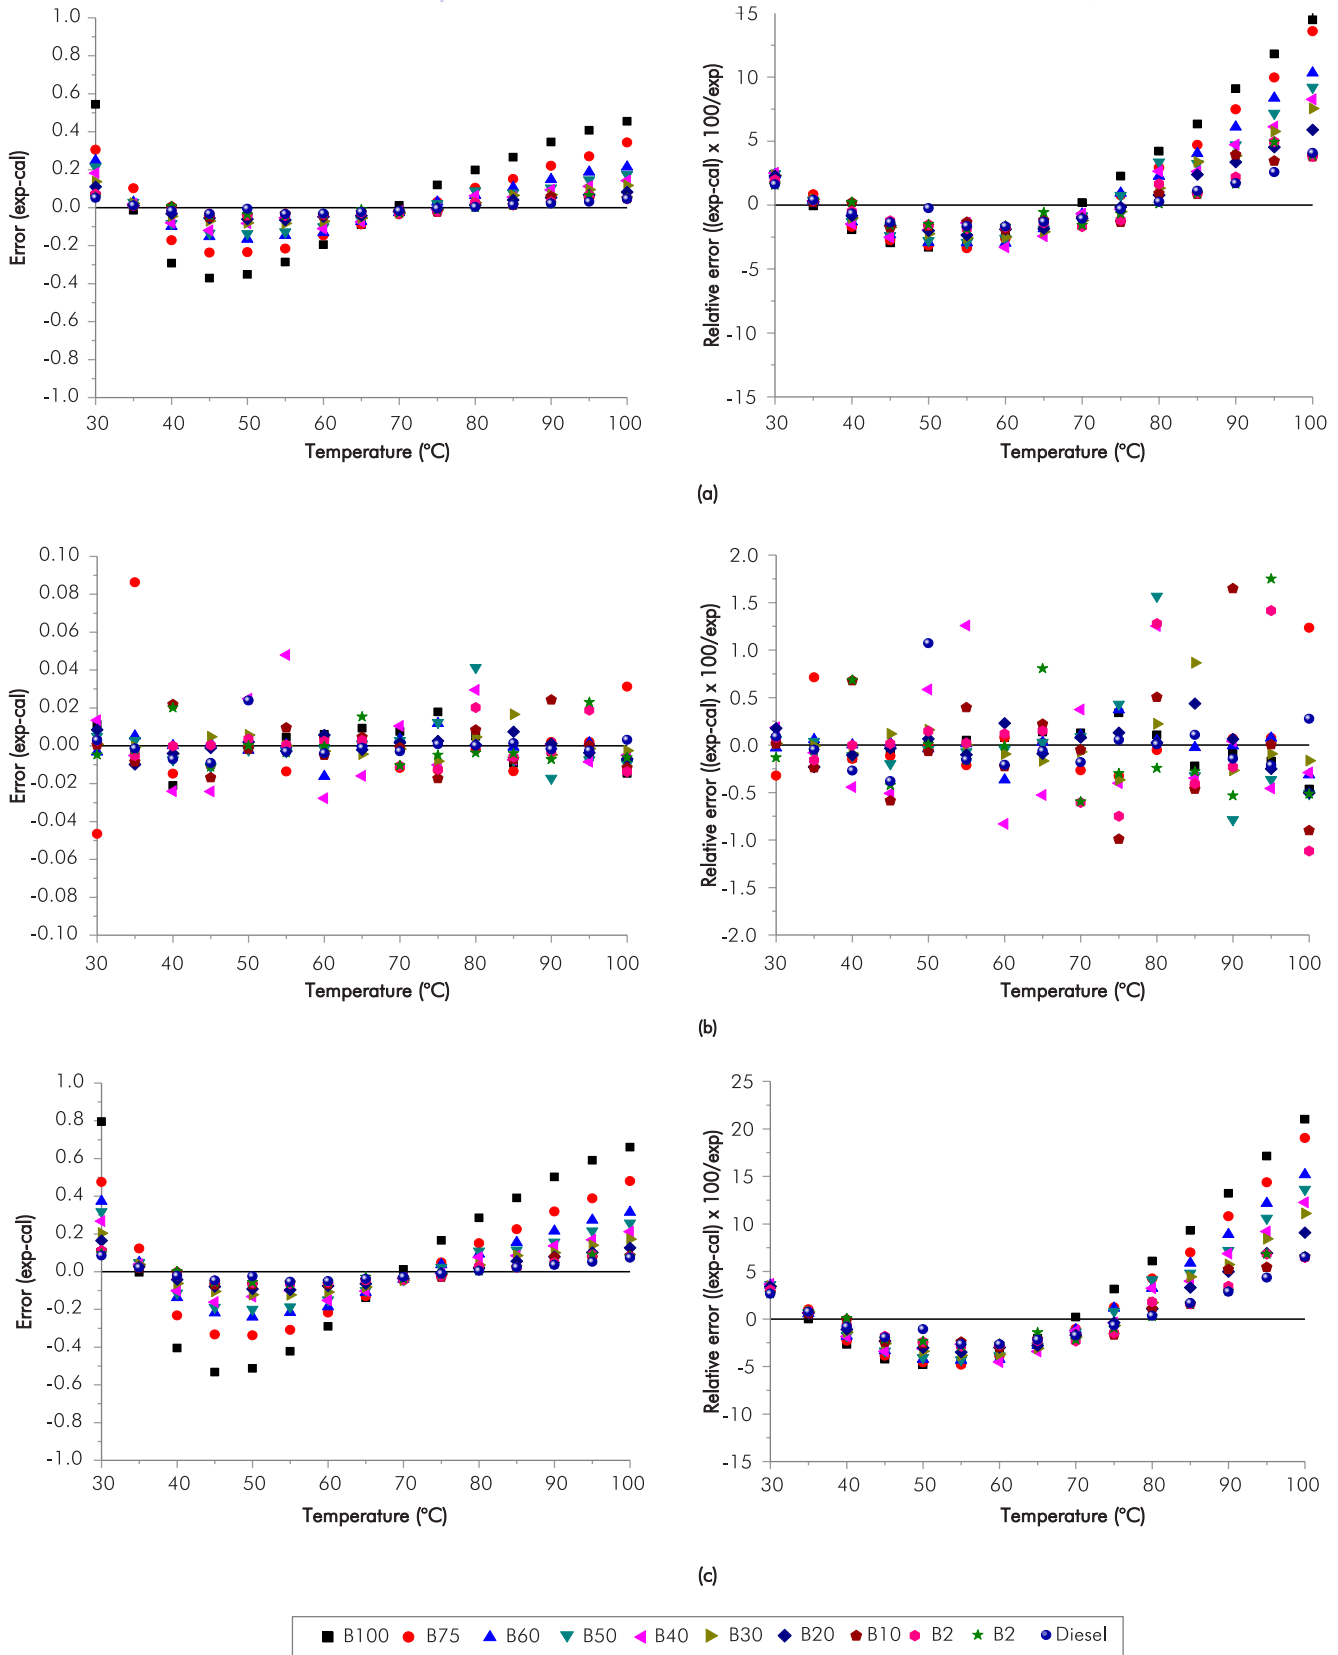 1.0
0.8
0.6
0.4
0.2
0.0
-0.2
-0.4
-0.6
-0.8
-1.0
Error (exp-cal)
30 40 50 60 70 80 90 100
Temperature (°C)
15
10
5
0
-5
-10
-15
Relative error ((exp-cal) x 100/exp)
30 40 50 60 70 80 90 100
Temperature (°C)
(a)
0.10
0.08
0.06
0.04
0.02
0.00
-0.02
-0.04
-0.06
-0.08
-0.10
Error (exp-cal)
30 40 50 60 70 80 90 100
Temperature (°C)
2.0
1.5
1.0
0.5
0.0
-0.5
-1.0
-1.5
-2.0
Relative error ((exp-cal) x 100/exp)
30 40 50 60 70 80 90 100
Temperature (°C)
(b)
1.0
0.8
0.6
0.4
0.2
0.0
-0.2
-0.4
-0.6
-0.8
-1.0
Error (exp-cal)
30 40 50 60 70 80 90 100
Temperature (°C)
25
20
15
10
5
0
-5
-10
-15
Relative error ((exp-cal) x 100/exp)
30 40 50 60 70 80 90 100
Temperature (°C)
(c)
B100 B75 B60 B50 B40 B30 B20 B10 B2 B2 Diesel